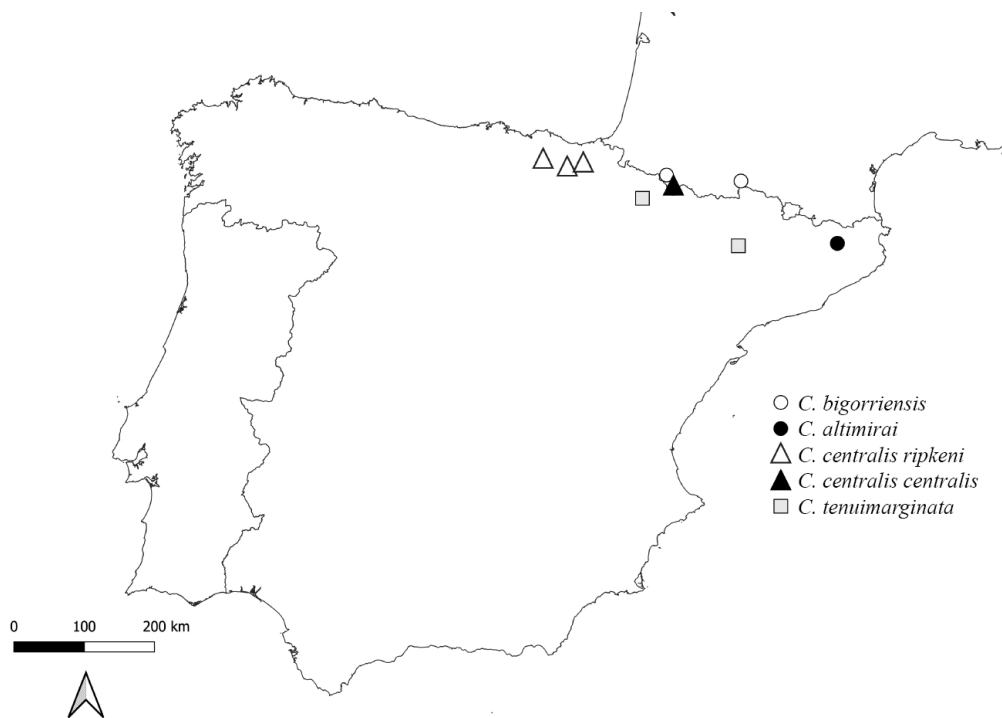 C. bigorriensis
C. altimirai
C. centralis ripkeni
C. centralis centralis
C. tenuimarginata
0 100 200 km